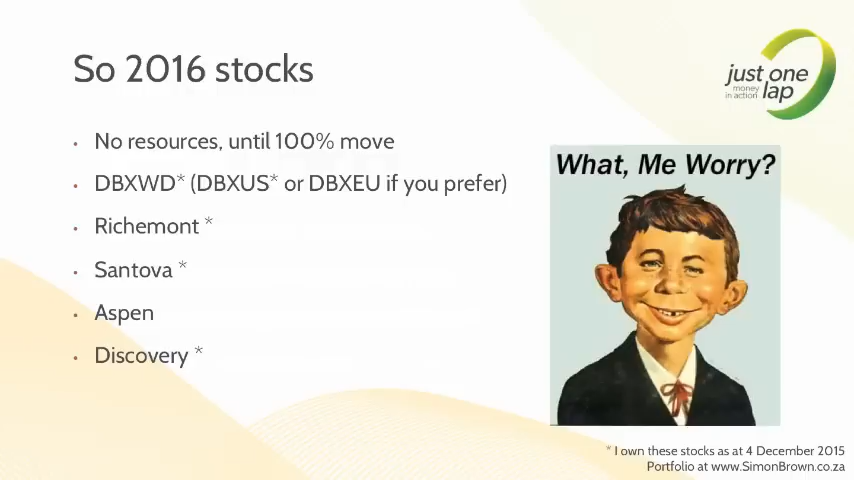 So 2016 stocks
just one
lap
money
in action
• No resources, until 100% move
• DBXWD* (DBXUS* or DBXEU if you prefer)
• Richemont *
• Santova *
• Aspen
• Discovery *
What, Me Worry?
* I own these stocks as at 4 December 2015
Portfolio at www.SimonBrown.co.za